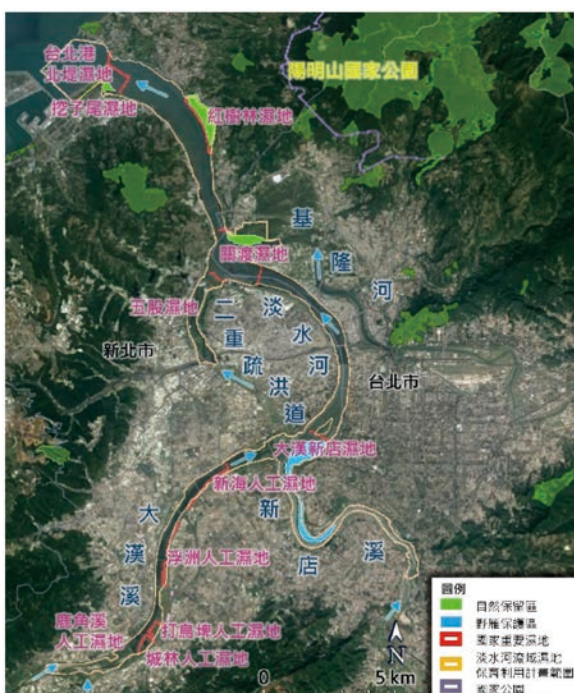 台北港
北堤濕地
挖子尾濕地
紅樹林濕地
陽明山國家公園
基隆河
關渡濕地
五股濕地
二重疏洪道
淡水河
新北市
台北市
大漢新店濕地
新海人工濕地
大漢溪
新店溪
浮洲人工濕地
鹿角溪
人工濕地
打鳥埤人工濕地
城林人工濕地
N
0
5 km
圖例
自然保留區
野雁保護區
國家重要濕地
淡水河流域濕地
保育利用計畫範圍
國家公園